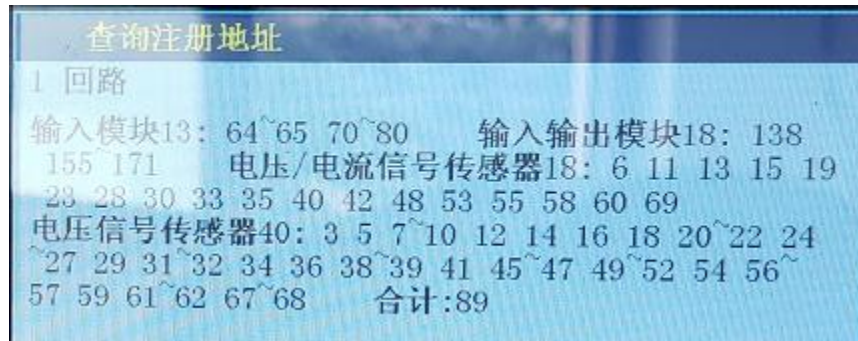 查询注册地址
1 回路
输入模块13: 64~65 70~80 输入输出模块18: 138
155~171 电压/电流信号传感器18: 6 11 13 15 19
23 28 30 33 35 40 42 48 53 55 58 60 69
电压信号传感器40: 3 5 7~10 12 14 16 18 20~22 24
~27 29 31~32 34 36 38~39 41 45~47 49~52 54 56~
57 59 61~62 67~68 合计:89